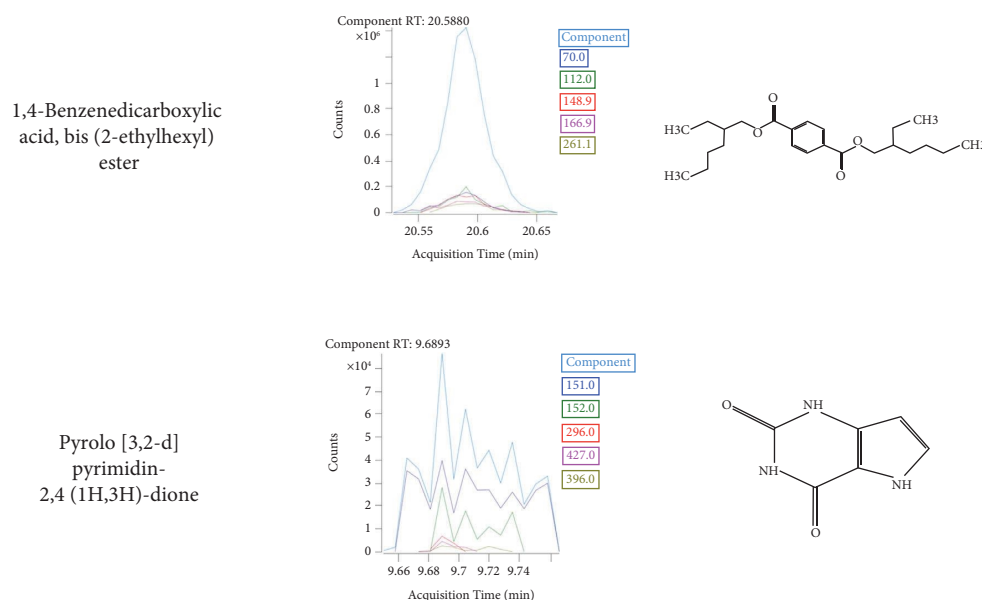 1,4-Benzenedicarboxylic
acid, bis (2-ethylhexyl)
ester
Component RT: 20.5880
×10⁶
1
0.8
0.6
0.4
0.2
0
Counts
20.55
20.6
20.65
Acquisition Time (min)
Component
70.0
112.0
148.9
166.9
261.1
H3C
H3C
O
O
O
O
CH3
CH3
Pyrolo [3,2-d]
pyrimidin-
2,4 (1H,3H)-dione
Component RT: 9.6893
×10⁴
7
6
5
4
3
2
1
0
Counts
9.66
9.68
9.7
9.72
9.74
Acquisition Time (min)
Component
151.0
152.0
296.0
427.0
396.0
O
NH
NH
NH
O